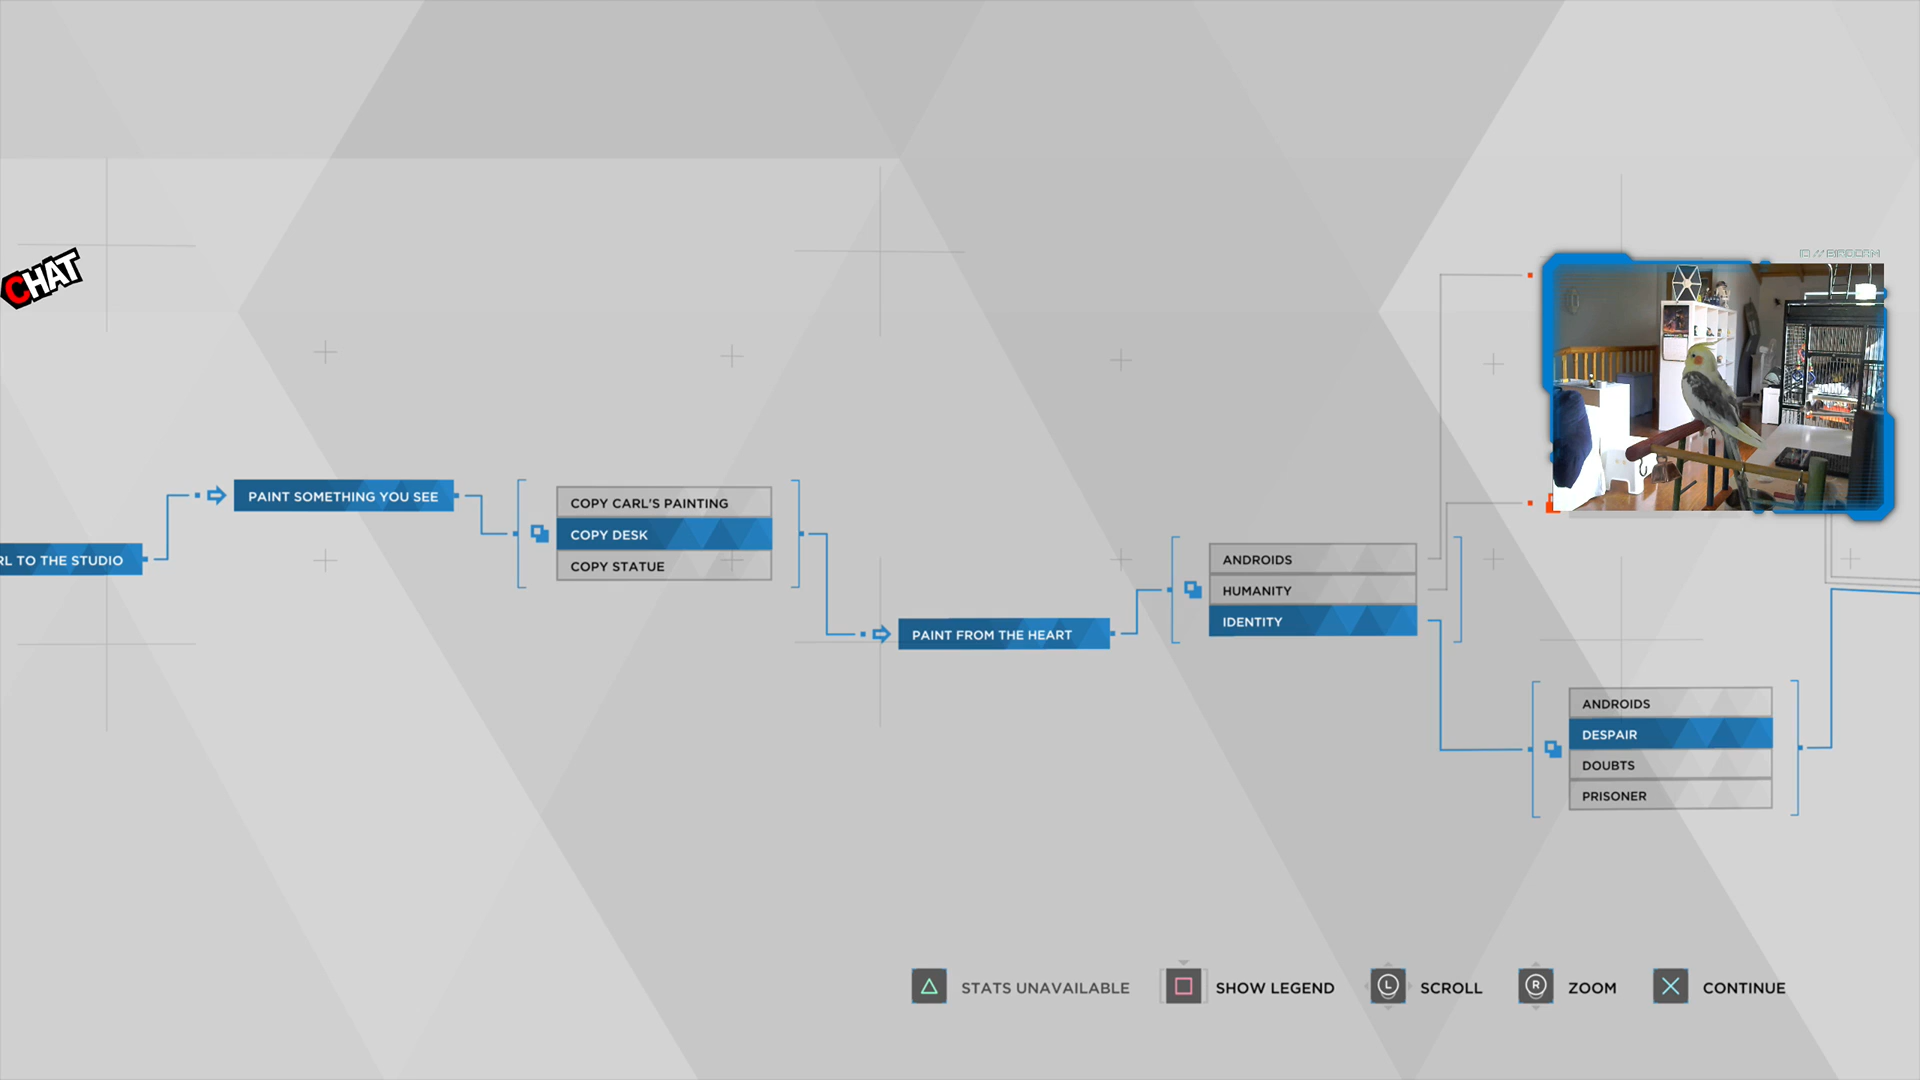 CHAT
RL TO THE STUDIO
PAINT SOMETHING YOU SEE
COPY CARL'S PAINTING
COPY DESK
COPY STATUE
PAINT FROM THE HEART
ANDROIDS
HUMANITY
IDENTITY
ANDROIDS
DESPAIR
DOUBTS
PRISONER
STATS UNAVAILABLE
SHOW LEGEND
L
SCROLL
R
ZOOM
CONTINUE